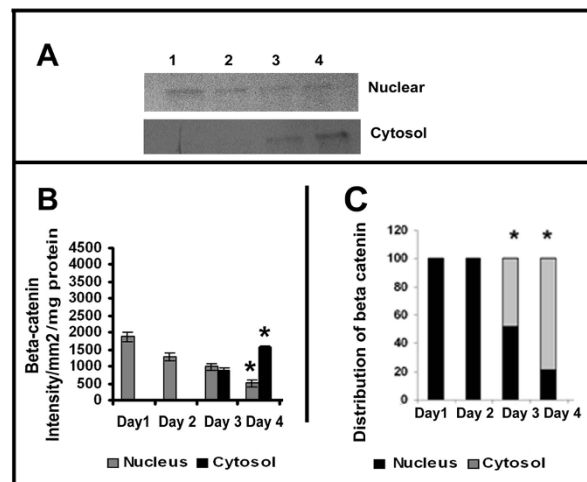 A
1 2 3 4
Nuclear
Cytosol
B
Beta-catenin
Intensity/mm2/mg protein
4500
4000
3500
3000
2500
2000
1500
1000
500
0
*
*
Day1 Day 2 Day 3 Day 4
Nucleus Cytosol
C
Distribution of beta catenin
120
100
80
60
40
20
0
* *
Day 1 Day 2 Day 3 Day 4
Nucleus Cytosol